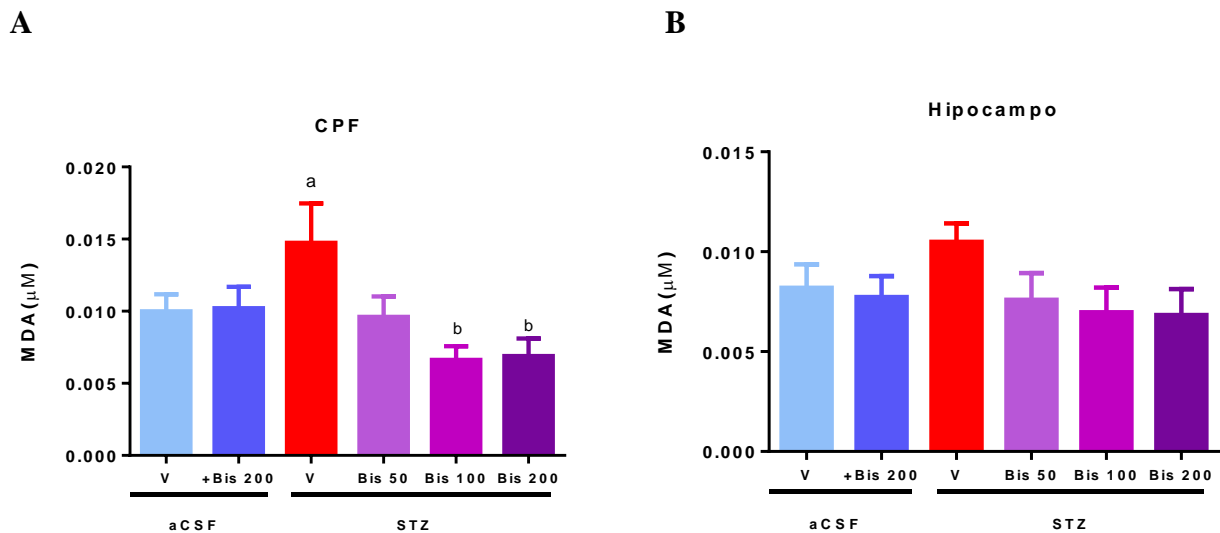 A
CPF
MDA(μM)
0.020
0.015
0.010
0.005
0.000
a
b
b
V
+Bis 200
V
Bis 50
Bis 100
Bis 200
aCSF
STZ
B
Hipocampo
MDA(μM)
0.015
0.010
0.005
0.000
V
+Bis 200
V
Bis 50
Bis 100
Bis 200
aCSF
STZ